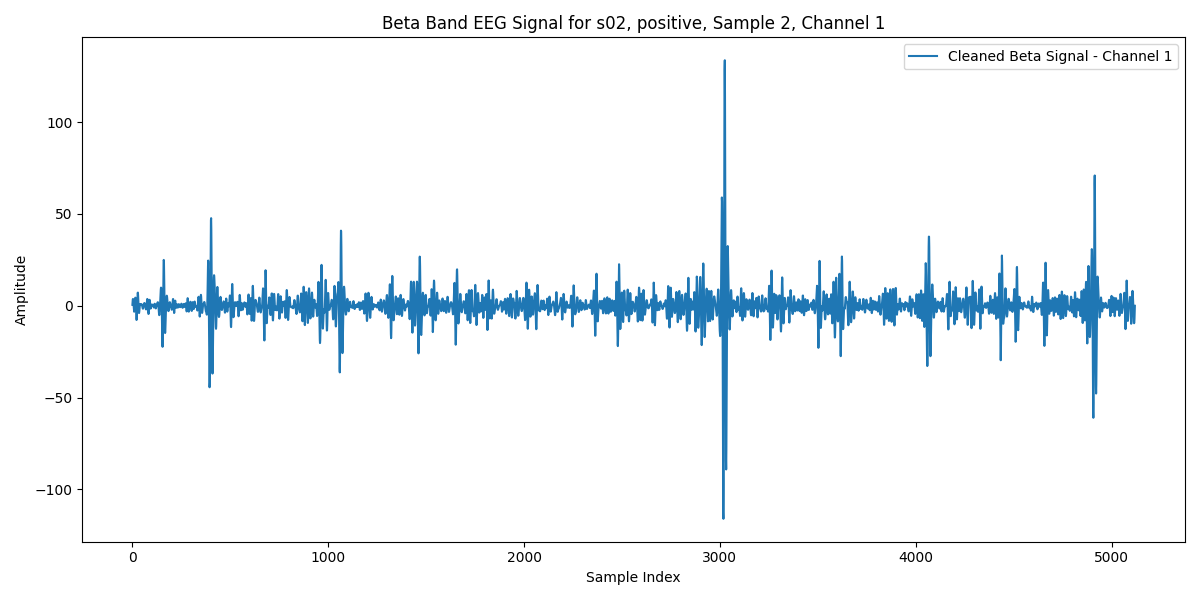 Beta Band EEG Signal for s02, positive, Sample 2, Channel 1
Cleaned Beta Signal - Channel 1
Amplitude
100
50
0
−50
−100
0 1000 2000 3000 4000 5000
Sample Index